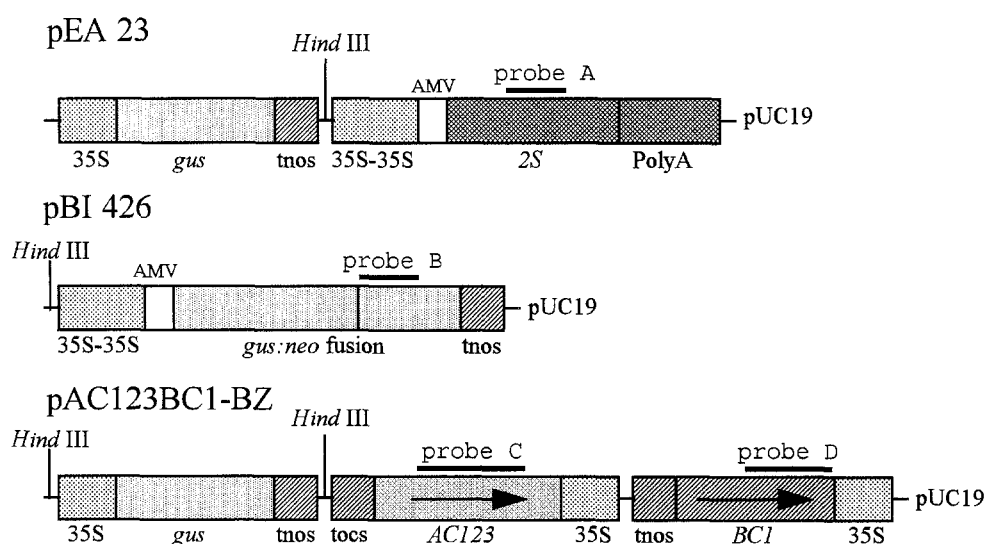 pEA 23
Hind III
AMV
probe A
pUC19
35S gus tnos 35S-35S 2S PolyA
pBI 426
Hind III
AMV
probe B
pUC19
35S-35S gus:neo fusion tnos
pAC123BC1-BZ
Hind III
Hind III
probe C
probe D
pUC19
35S gus tnos tocs AC123 35S tnos BC1 35S